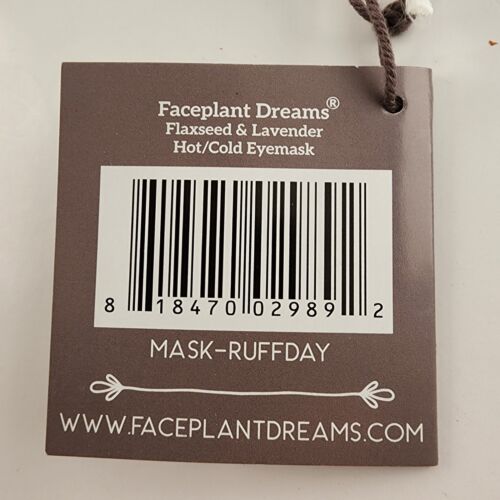 Faceplant Dreams®
Flaxseed & Lavender
Hot/Cold Eyemask
8 18470 02989 2
MASK-RUFFDAY
WWW.FACEPLANTDREAMS.COM